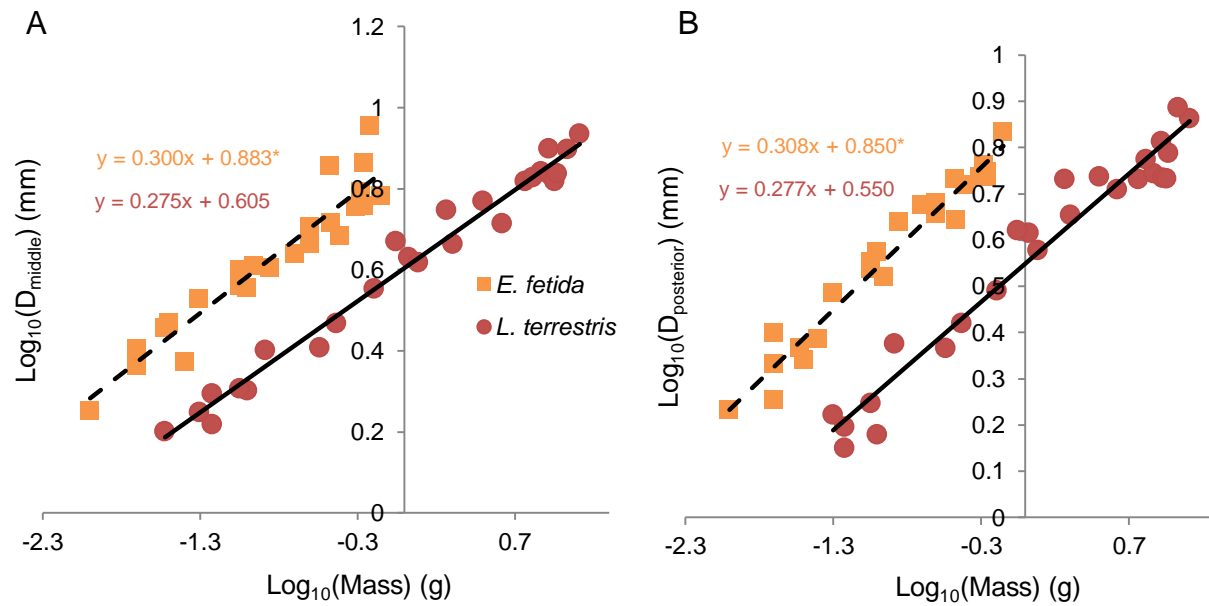 A
Log10(Dmiddle) (mm)
1.2
1
0.8
0.6
0.4
0.2
0
y = 0.300x + 0.883*
y = 0.275x + 0.605
E. fetida
L. terrestris
-2.3 -1.3 -0.3 0.7
Log10(Mass) (g)
B
Log10(Dposterior) (mm)
1
0.9
0.8
0.7
0.6
0.5
0.4
0.3
0.2
0.1
0
y = 0.308x + 0.850*
y = 0.277x + 0.550
-2.3 -1.3 -0.3 0.7
Log10(Mass) (g)